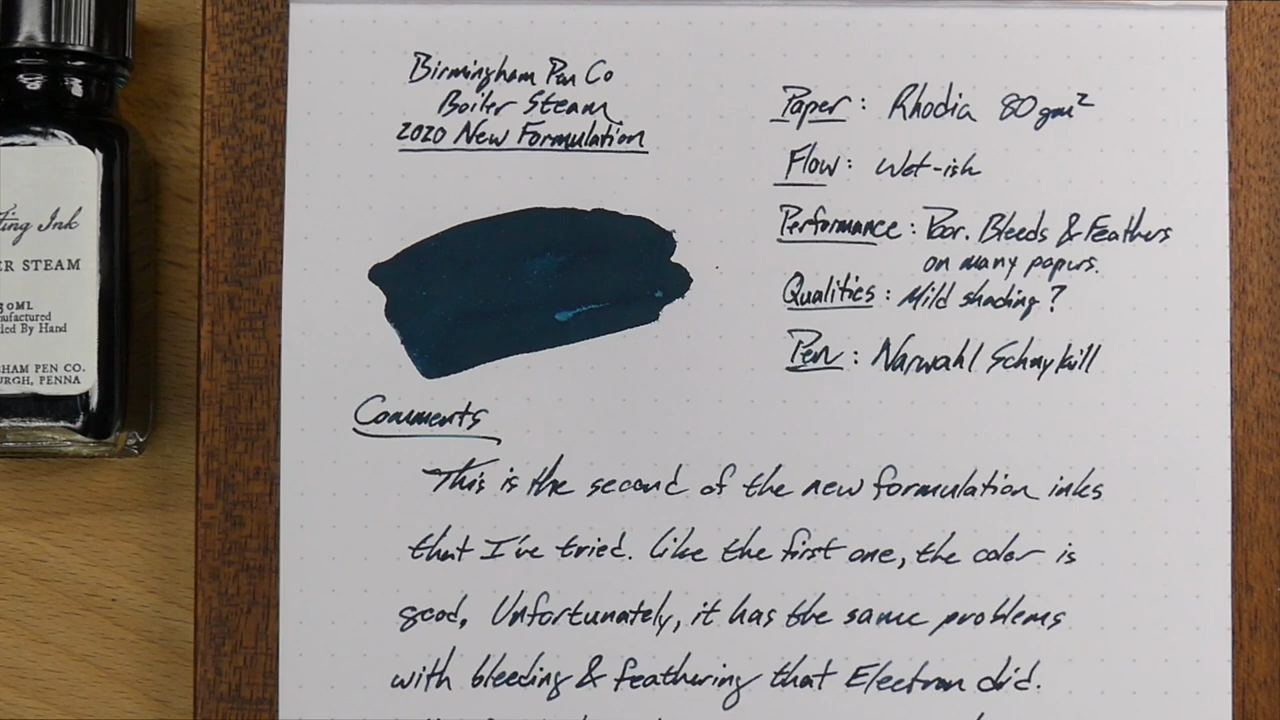 Birmingham Pen Co
Boiler Steam
2020 New Formulation
Paper: Rhodia 80gm²
Flow: Wet-ish
Performance: Poor. Bleeds & Feathers
on many papers.
Qualities: Mild shading?
Pen: Narwahl Schuylkill
Comments
This is the second of the new formulation inks
that I've tried. Like the first one, the color is
good. Unfortunately, it has the same problems
with bleeding & feathering that Electron did.
ting Ink
ER STEAM
30ML
nufactured
led By Hand
GHAM PEN CO.
URGH, PENNA